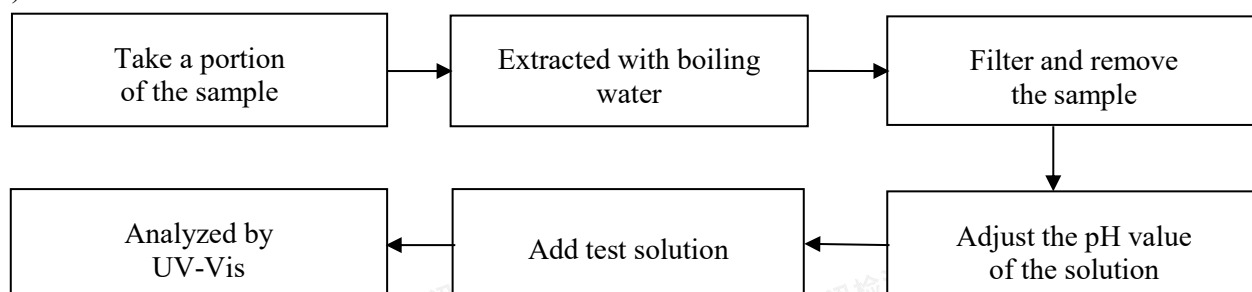 Take a portion
of the sample
Extracted with boiling
water
Filter and remove
the sample
Adjust the pH value
of the solution
Add test solution
Analyzed by
UV-Vis